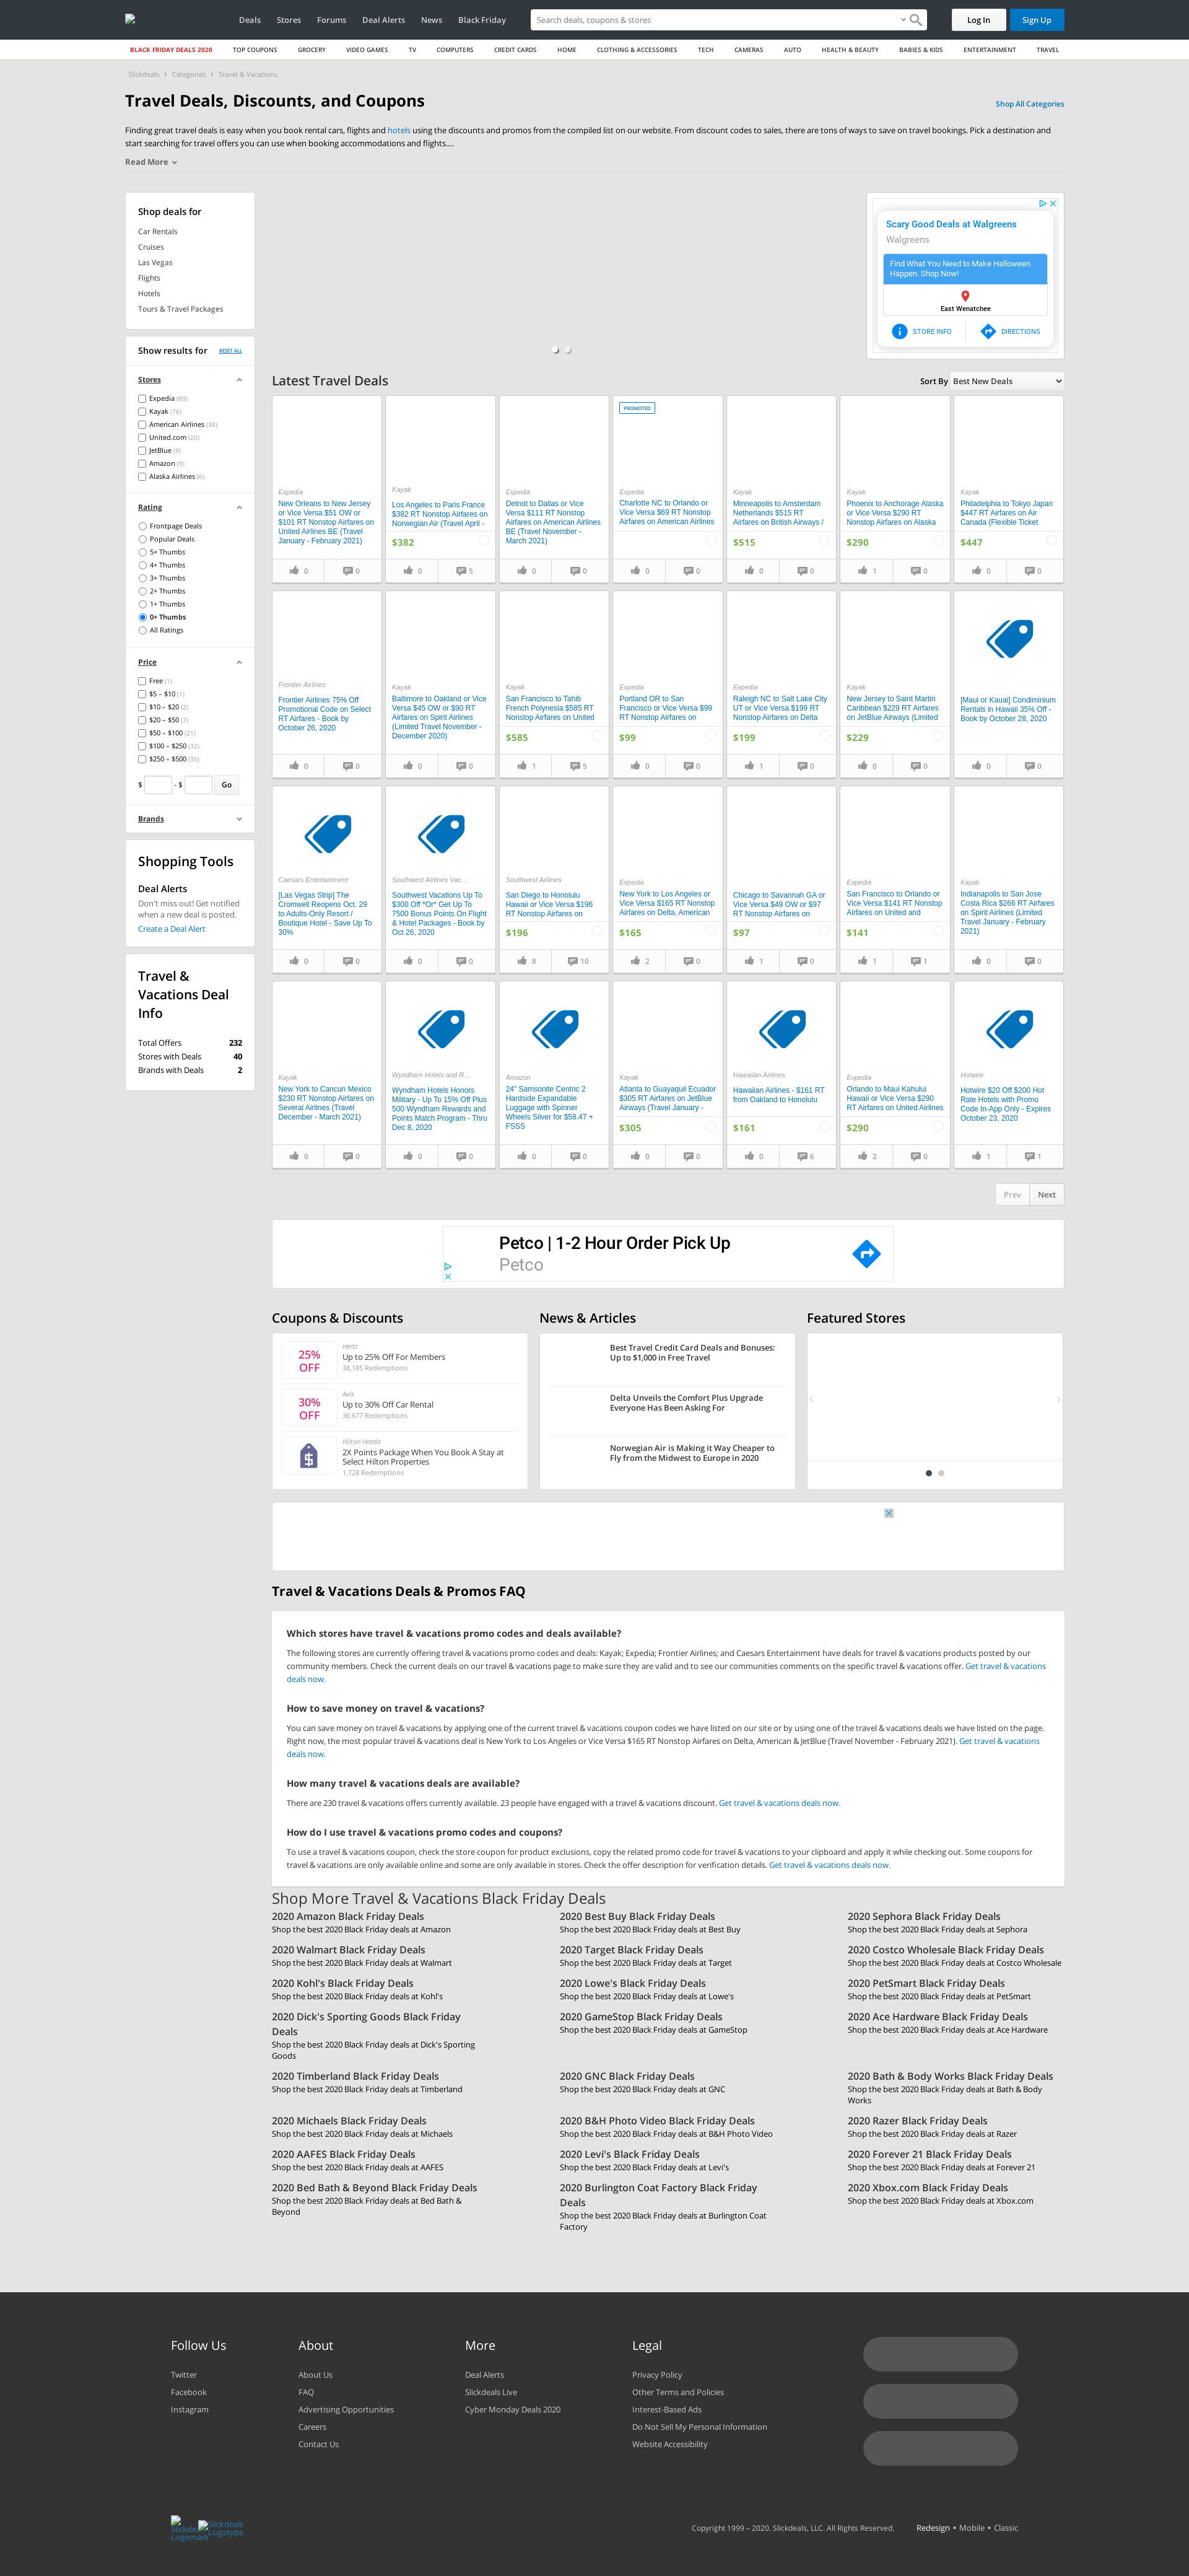 Deals
Stores
Forums
Deal Alerts
News
Black Friday
Search deals, coupons & stores
Log In
Sign Up
BLACK FRIDAY DEALS 2020
TOP COUPONS
GROCERY
VIDEO GAMES
TV
COMPUTERS
CREDIT CARDS
HOME
CLOTHING & ACCESSORIES
TECH
CAMERAS
AUTO
HEALTH & BEAUTY
BABIES & KIDS
ENTERTAINMENT
TRAVEL
Slickdeals
Categories
Travel & Vacations
Travel Deals, Discounts, and Coupons
Shop All Categories
Finding great travel deals is easy when you book rental cars, flights and hotels using the discounts and promos from the compiled list on our website. From discount codes to sales, there are tons of ways to save on travel bookings. Pick a destination and
start searching for travel offers you can use when booking accommodations and flights....
Read More
Shop deals for
Car Rentals
Cruises
Las Vegas
Flights
Hotels
Tours & Travel Packages
Show results for
RESET ALL
Stores
Expedia (80)
Kayak (76)
American Airlines (38)
United.com (20)
JetBlue (9)
Amazon (9)
Alaska Airlines (6)
Rating
Frontpage Deals
Popular Deals
5+ Thumbs
4+ Thumbs
3+ Thumbs
2+ Thumbs
1+ Thumbs
0+ Thumbs
All Ratings
Price
Free (1)
$5 – $10 (1)
$10 – $20 (2)
$20 – $50 (7)
$50 – $100 (21)
$100 – $250 (32)
$250 – $500 (35)
$ - $ Go
Brands
Shopping Tools
Deal Alerts
Don't miss out! Get notified
when a new deal is posted.
Create a Deal Alert
Travel &
Vacations Deal
Info
Total Offers 232
Stores with Deals 40
Brands with Deals 2
Scary Good Deals at Walgreens
Walgreens
Find What You Need to Make Halloween
Happen. Shop Now!
East Wenatchee
STORE INFO
DIRECTIONS
Latest Travel Deals
Sort By Best New Deals
Expedia
New Orleans to New Jersey
or Vice Versa $51 OW or
$101 RT Nonstop Airfares on
United Airlines BE (Travel
January - February 2021)
0 0
Kayak
Los Angeles to Paris France
$382 RT Nonstop Airfares on
Norwegian Air (Travel April -
$382
0 5
Expedia
Detroit to Dallas or Vice
Versa $111 RT Nonstop
Airfares on American Airlines
BE (Travel November -
March 2021)
0 0
PROMOTED
Expedia
Charlotte NC to Orlando or
Vice Versa $69 RT Nonstop
Airfares on American Airlines
0 0
Kayak
Minneapolis to Amsterdam
Netherlands $515 RT
Airfares on British Airways /
$515
0 0
Kayak
Phoenix to Anchorage Alaska
or Vice Versa $290 RT
Nonstop Airfares on Alaska
$290
1 0
Kayak
Philadelphia to Tokyo Japan
$447 RT Airfares on Air
Canada (Flexible Ticket
$447
0 0
Frontier Airlines
Frontier Airlines 75% Off
Promotional Code on Select
RT Airfares - Book by
October 26, 2020
0 0
Kayak
Baltimore to Oakland or Vice
Versa $45 OW or $90 RT
Airfares on Spirit Airlines
(Limited Travel November -
December 2020)
0 0
Kayak
San Francisco to Tahiti
French Polynesia $585 RT
Nonstop Airfares on United
$585
1 5
Expedia
Portland OR to San
Francisco or Vice Versa $99
RT Nonstop Airfares on
$99
0 0
Expedia
Raleigh NC to Salt Lake City
UT or Vice Versa $199 RT
Nonstop Airfares on Delta
$199
1 0
Kayak
New Jersey to Saint Martin
Caribbean $229 RT Airfares
on JetBlue Airways (Limited
$229
0 0
[Maui or Kauai] Condiminium
Rentals in Hawaii 35% Off -
Book by October 28, 2020
0 0
Caesars Entertainment
[Las Vegas Strip] The
Cromwell Reopens Oct. 29
to Adults-Only Resort /
Boutique Hotel - Save Up To
30%
0 0
Southwest Airlines Vac...
Southwest Vacations Up To
$300 Off *Or* Get Up To
7500 Bonus Points On Flight
& Hotel Packages - Book by
Oct 26, 2020
0 0
Southwest Airlines
San Diego to Honolulu
Hawaii or Vice Versa $196
RT Nonstop Airfares on
$196
8 10
Expedia
New York to Los Angeles or
Vice Versa $165 RT Nonstop
Airfares on Delta, American
$165
2 0
Chicago to Savannah GA or
Vice Versa $49 OW or $97
RT Nonstop Airfares on
$97
1 0
Expedia
San Francisco to Orlando or
Vice Versa $141 RT Nonstop
Airfares on United and
$141
1 1
Kayak
Indianapolis to San Jose
Costa Rica $266 RT Airfares
on Spirit Airlines (Limited
Travel January - February
2021)
0 0
Kayak
New York to Cancun Mexico
$230 RT Nonstop Airfares on
Several Airlines (Travel
December - March 2021)
0 0
Wyndham Hotels and R...
Wyndham Hotels Honors
Military - Up To 15% Off Plus
500 Wyndham Rewards and
Points Match Program - Thru
Dec 8, 2020
0 0
Amazon
24" Samsonite Centric 2
Hardside Expandable
Luggage with Spinner
Wheels Silver for $58.47 +
FSSS
0 0
Kayak
Atlanta to Guayaquil Ecuador
$305 RT Airfares on JetBlue
Airways (Travel January -
$305
0 0
Hawaiian Airlines
Hawaiian Airlines - $161 RT
from Oakland to Honolulu
$161
0 6
Expedia
Orlando to Maui Kahului
Hawaii or Vice Versa $290
RT Airfares on United Airlines
$290
2 0
Hotwire
Hotwire $20 Off $200 Hot
Rate Hotels with Promo
Code In-App Only - Expires
October 23, 2020
1 1
Prev
Next
Petco | 1-2 Hour Order Pick Up
Petco
Coupons & Discounts
25%
OFF
Hertz
Up to 25% Off For Members
38,185 Redemptions
30%
OFF
Avis
Up to 30% Off Car Rental
36,677 Redemptions
Hilton Hotels
2X Points Package When You Book A Stay at
Select Hilton Properties
1,728 Redemptions
News & Articles
Best Travel Credit Card Deals and Bonuses:
Up to $1,000 in Free Travel
Delta Unveils the Comfort Plus Upgrade
Everyone Has Been Asking For
Norwegian Air is Making it Way Cheaper to
Fly from the Midwest to Europe in 2020
Featured Stores
Travel & Vacations Deals & Promos FAQ
Which stores have travel & vacations promo codes and deals available?
The following stores are currently offering travel & vacations promo codes and deals: Kayak; Expedia; Frontier Airlines; and Caesars Entertainment have deals for travel & vacations products posted by our
community members. Check the current deals on our travel & vacations page to make sure they are valid and to see our communities comments on the specific travel & vacations offer. Get travel & vacations
deals now.
How to save money on travel & vacations?
You can save money on travel & vacations by applying one of the current travel & vacations coupon codes we have listed on our site or by using one of the travel & vacations deals we have listed on the page.
Right now, the most popular travel & vacations deal is New York to Los Angeles or Vice Versa $165 RT Nonstop Airfares on Delta, American & JetBlue (Travel November - February 2021). Get travel & vacations
deals now.
How many travel & vacations deals are available?
There are 230 travel & vacations offers currently available. 23 people have engaged with a travel & vacations discount. Get travel & vacations deals now.
How do I use travel & vacations promo codes and coupons?
To use a travel & vacations coupon, check the store coupon for product exclusions, copy the related promo code for travel & vacations to your clipboard and apply it while checking out. Some coupons for
travel & vacations are only available online and some are only available in stores. Check the offer description for verification details. Get travel & vacations deals now.
Shop More Travel & Vacations Black Friday Deals
2020 Amazon Black Friday Deals
Shop the best 2020 Black Friday deals at Amazon
2020 Best Buy Black Friday Deals
Shop the best 2020 Black Friday deals at Best Buy
2020 Sephora Black Friday Deals
Shop the best 2020 Black Friday deals at Sephora
2020 Walmart Black Friday Deals
Shop the best 2020 Black Friday deals at Walmart
2020 Target Black Friday Deals
Shop the best 2020 Black Friday deals at Target
2020 Costco Wholesale Black Friday Deals
Shop the best 2020 Black Friday deals at Costco Wholesale
2020 Kohl's Black Friday Deals
Shop the best 2020 Black Friday deals at Kohl's
2020 Lowe's Black Friday Deals
Shop the best 2020 Black Friday deals at Lowe's
2020 PetSmart Black Friday Deals
Shop the best 2020 Black Friday deals at PetSmart
2020 Dick's Sporting Goods Black Friday
Deals
Shop the best 2020 Black Friday deals at Dick's Sporting
Goods
2020 GameStop Black Friday Deals
Shop the best 2020 Black Friday deals at GameStop
2020 Ace Hardware Black Friday Deals
Shop the best 2020 Black Friday deals at Ace Hardware
2020 Timberland Black Friday Deals
Shop the best 2020 Black Friday deals at Timberland
2020 GNC Black Friday Deals
Shop the best 2020 Black Friday deals at GNC
2020 Bath & Body Works Black Friday Deals
Shop the best 2020 Black Friday deals at Bath & Body
Works
2020 Michaels Black Friday Deals
Shop the best 2020 Black Friday deals at Michaels
2020 B&H Photo Video Black Friday Deals
Shop the best 2020 Black Friday deals at B&H Photo Video
2020 Razer Black Friday Deals
Shop the best 2020 Black Friday deals at Razer
2020 AAFES Black Friday Deals
Shop the best 2020 Black Friday deals at AAFES
2020 Levi's Black Friday Deals
Shop the best 2020 Black Friday deals at Levi's
2020 Forever 21 Black Friday Deals
Shop the best 2020 Black Friday deals at Forever 21
2020 Bed Bath & Beyond Black Friday Deals
Shop the best 2020 Black Friday deals at Bed Bath &
Beyond
2020 Burlington Coat Factory Black Friday
Deals
Shop the best 2020 Black Friday deals at Burlington Coat
Factory
2020 Xbox.com Black Friday Deals
Shop the best 2020 Black Friday deals at Xbox.com
Follow Us
Twitter
Facebook
Instagram
About
About Us
FAQ
Advertising Opportunities
Careers
Contact Us
More
Deal Alerts
Slickdeals Live
Cyber Monday Deals 2020
Legal
Privacy Policy
Other Terms and Policies
Interest-Based Ads
Do Not Sell My Personal Information
Website Accessibility
Slickdeals
Logomark
Slickdeals
Logotype
Copyright 1999 – 2020. Slickdeals, LLC. All Rights Reserved.
Redesign • Mobile • Classic